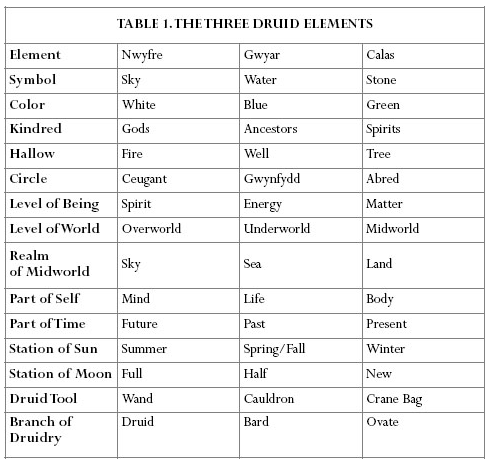 TABLE 1. THE THREE DRUID ELEMENTS
Element Nwyfre Gwyar Calas
Symbol Sky Water Stone
Color White Blue Green
Kindred Gods Ancestors Spirits
Hallow Fire Well Tree
Circle Ceugant Gwynfydd Abred
Level of Being Spirit Energy Matter
Level of World Overworld Underworld Midworld
Realm
of Midworld Sky Sea Land
Part of Self Mind Life Body
Part of Time Future Past Present
Station of Sun Summer Spring/Fall Winter
Station of Moon Full Half New
Druid Tool Wand Cauldron Crane Bag
Branch of Druid Bard Ovate
Druidry